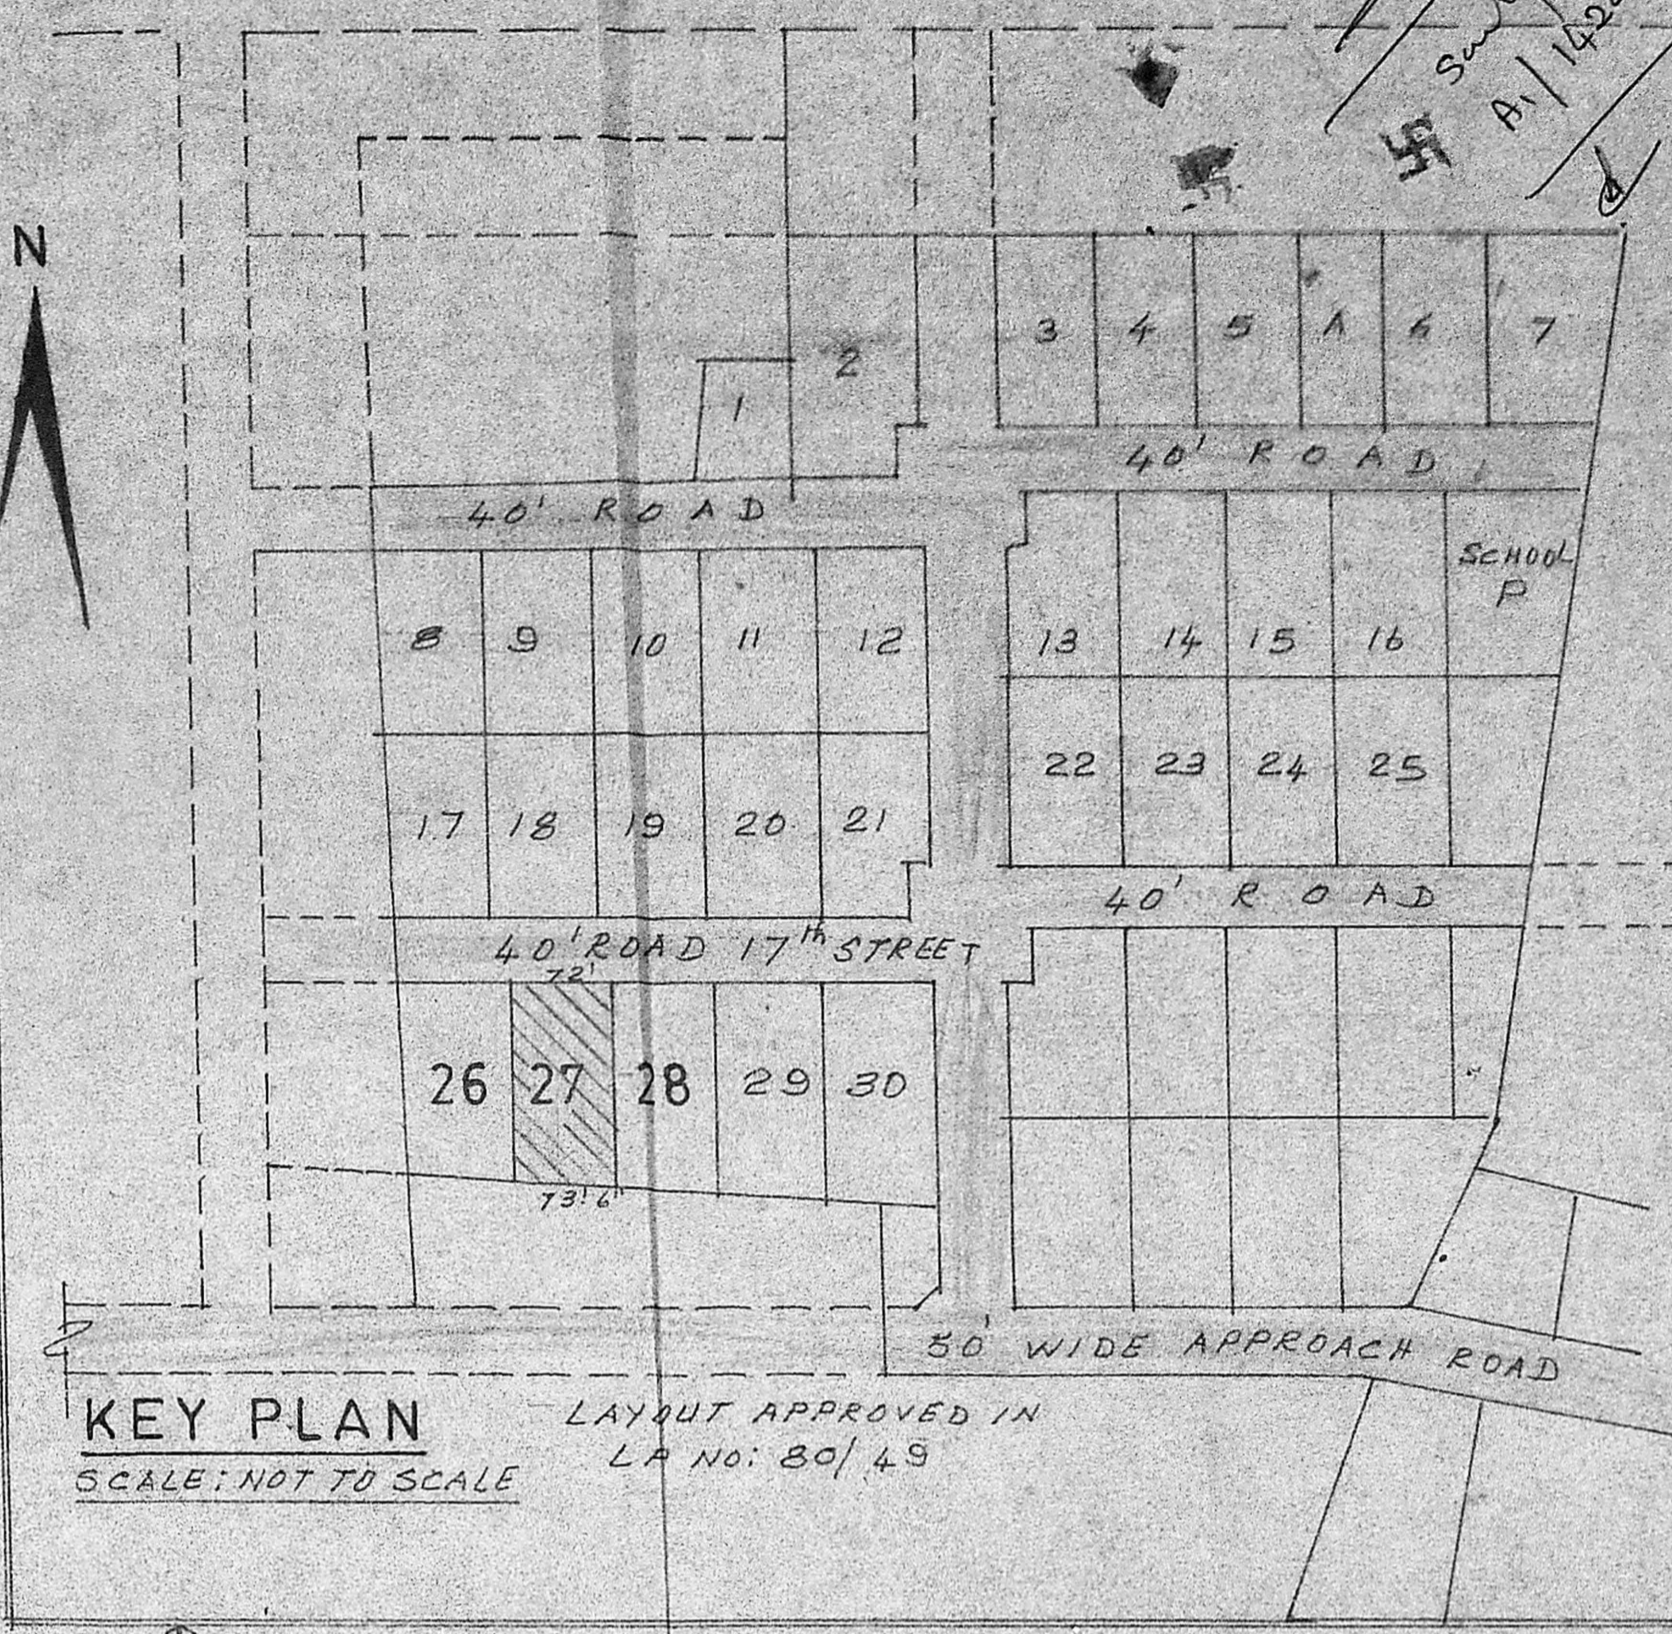 A1/142
N
3 4 5 A 6 7
2
1
40' ROAD
40' ROAD
SCHOOL
P
8 9 10 11 12
13 14 15 16
17 18 19 20 21
22 23 24 25
40' ROAD
40' ROAD 17th STREET
72'
26 27 28 29 30
73'6"
50' WIDE APPROACH ROAD
KEY PLAN
SCALE: NOT TO SCALE
LAYOUT APPROVED IN
LP NO: 80/49